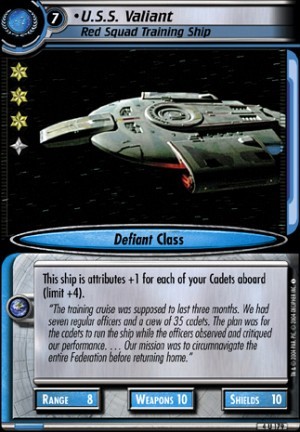 7
•U.S.S. Valiant
Red Squad Training Ship
Defiant Class
This ship is attributes +1 for each of your Cadets aboard
(limit +4).
"The training cruise was supposed to last three months. We had
seven regular officers and a crew of 35 cadets. The plan was for
the cadets to run the ship while the officers observed and critiqued
our performance. . . . Our mission was to circumnavigate the
entire Federation before returning home."
RANGE 8
WEAPONS 10
SHIELDS 10
4 U 179